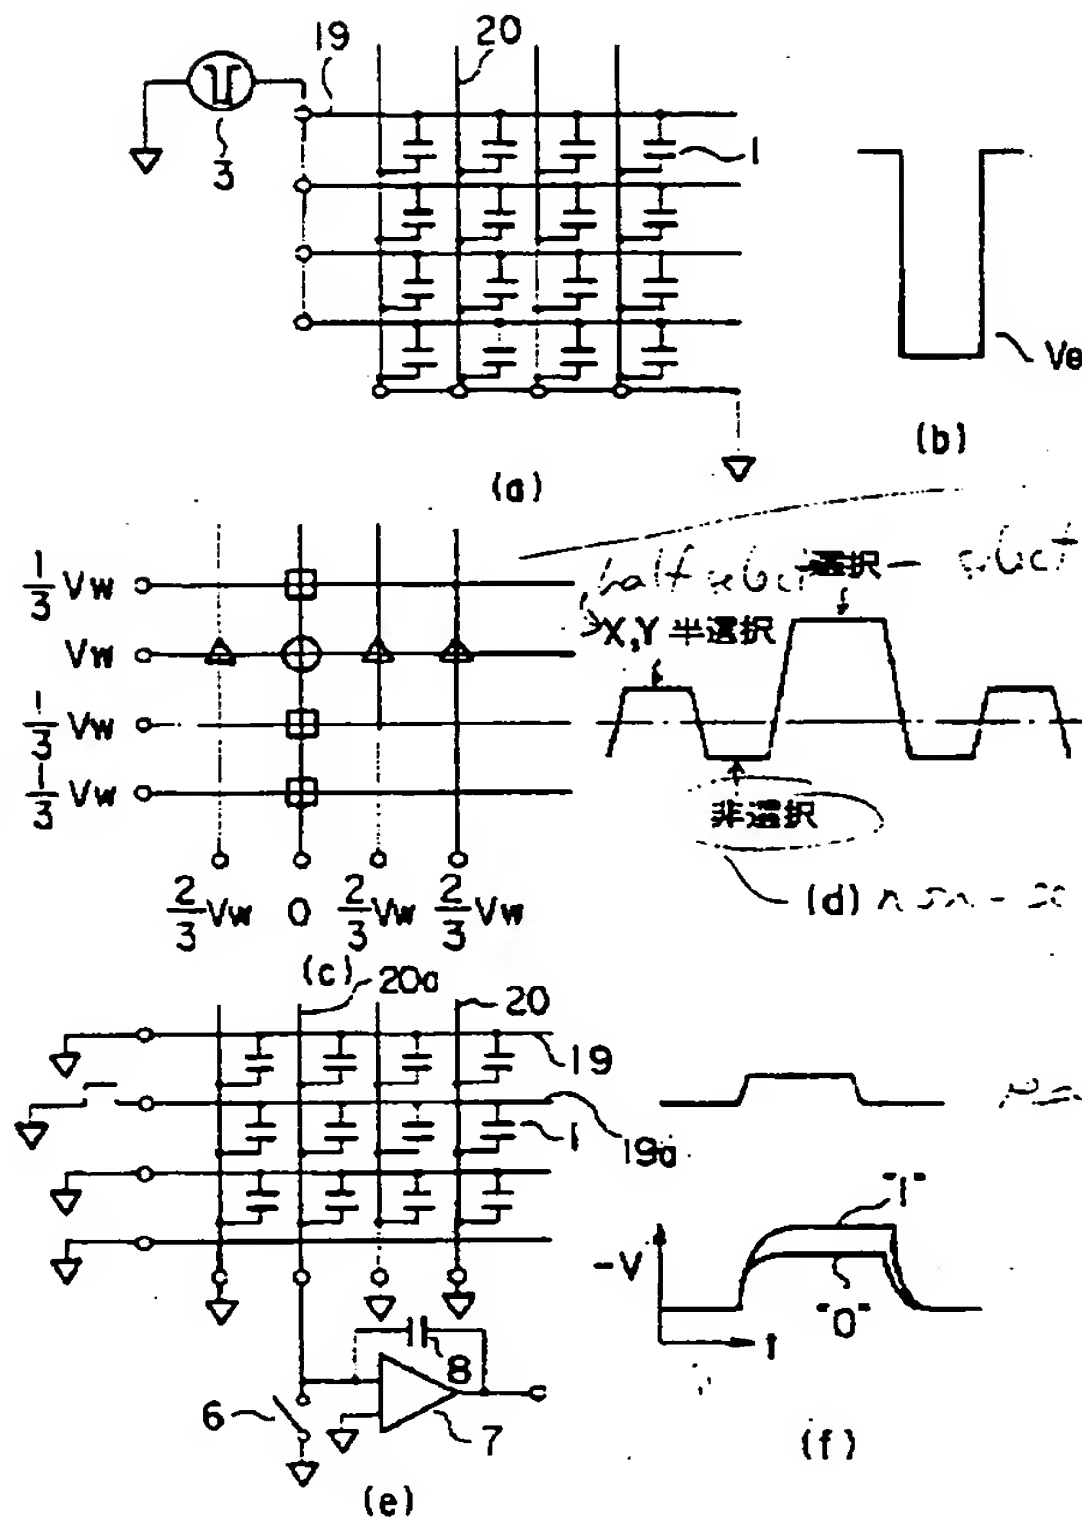 19
20
3
1
Ve
(a)
(b)
1/3 Vw
Vw
1/3 Vw
1/3 Vw
2/3 Vw 0 2/3 Vw 2/3 Vw
(c)
half select
選択 — select
X,Y 半選択
非選択
(d)
20a
20
19
1
19a
8
6
7
(e)
-V
t
"1"
"0"
(f)